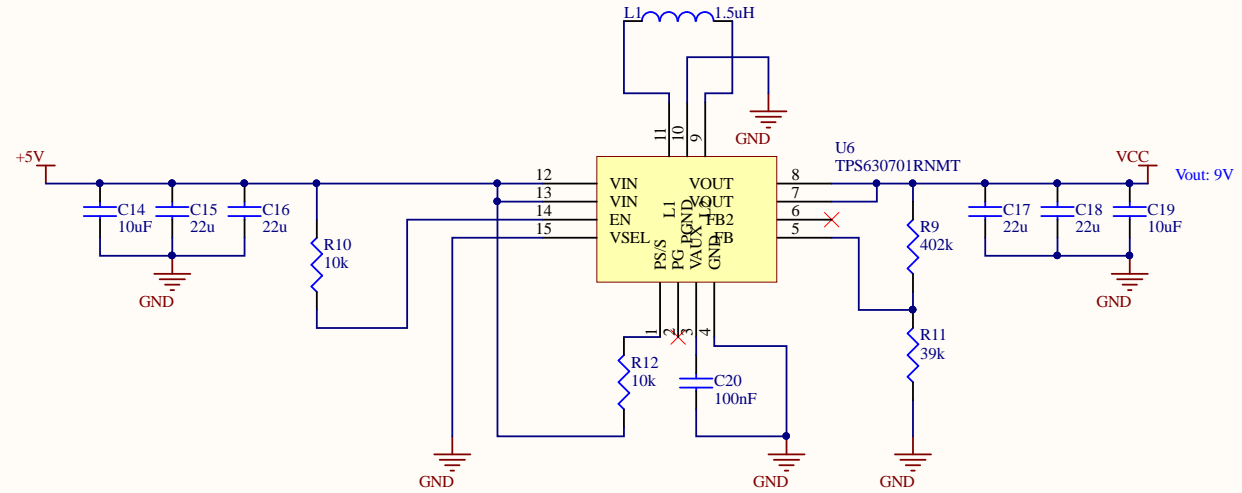 L1 1.5uH
11
10
9
GND
U6
TPS630701RNMT
+5V
VCC
Vout: 9V
12 VIN VOUT 8
13 VIN VOUT 7
14 EN FB2 6
15 VSEL FB 5
L1
PGND
L2
PS/S
PG
VAUX
GND
1
2
3
4
C14
10uF
C15
22u
C16
22u
R10
10k
GND
R9
402k
C17
22u
C18
22u
C19
10uF
GND
R12
10k
C20
100nF
R11
39k
GND
GND
GND